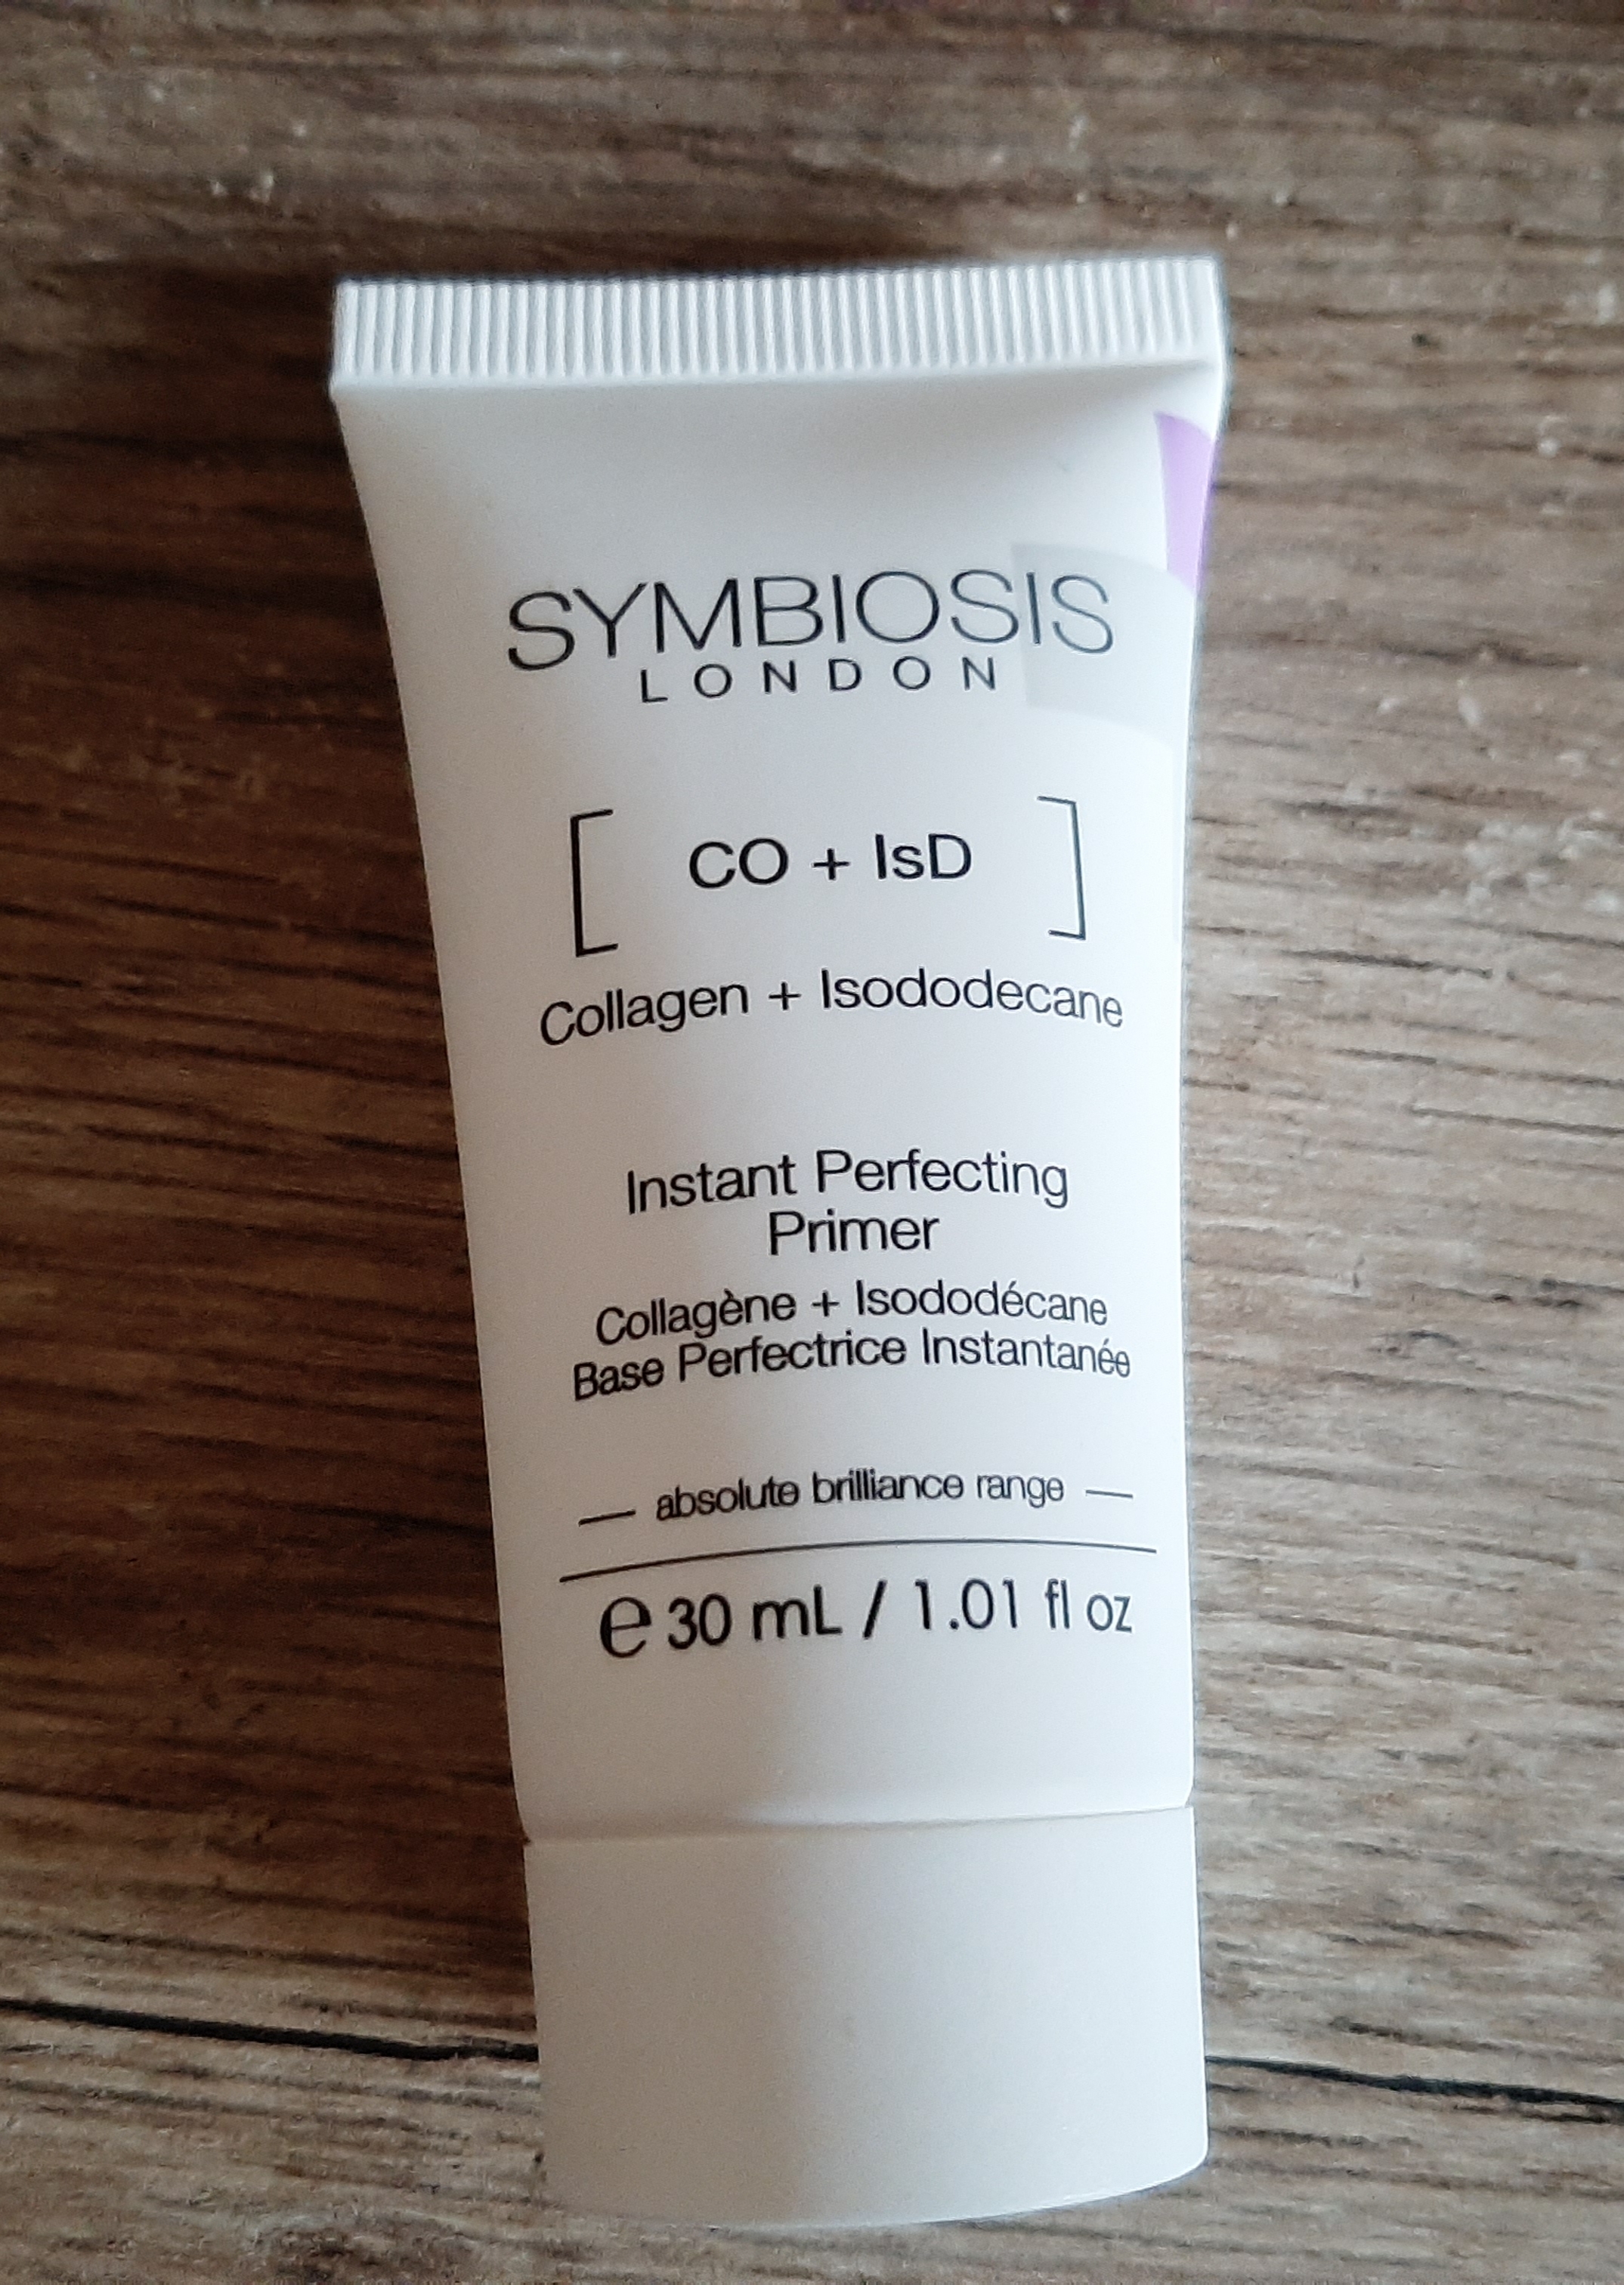 SYMBIOSIS
LONDON
[ CO + IsD ]
Collagen + Isododecane
Instant Perfecting
Primer
Collagène + Isododécane
Base Perfectrice Instantanée
— absolute brilliance range —
℮ 30 mL / 1.01 fl oz